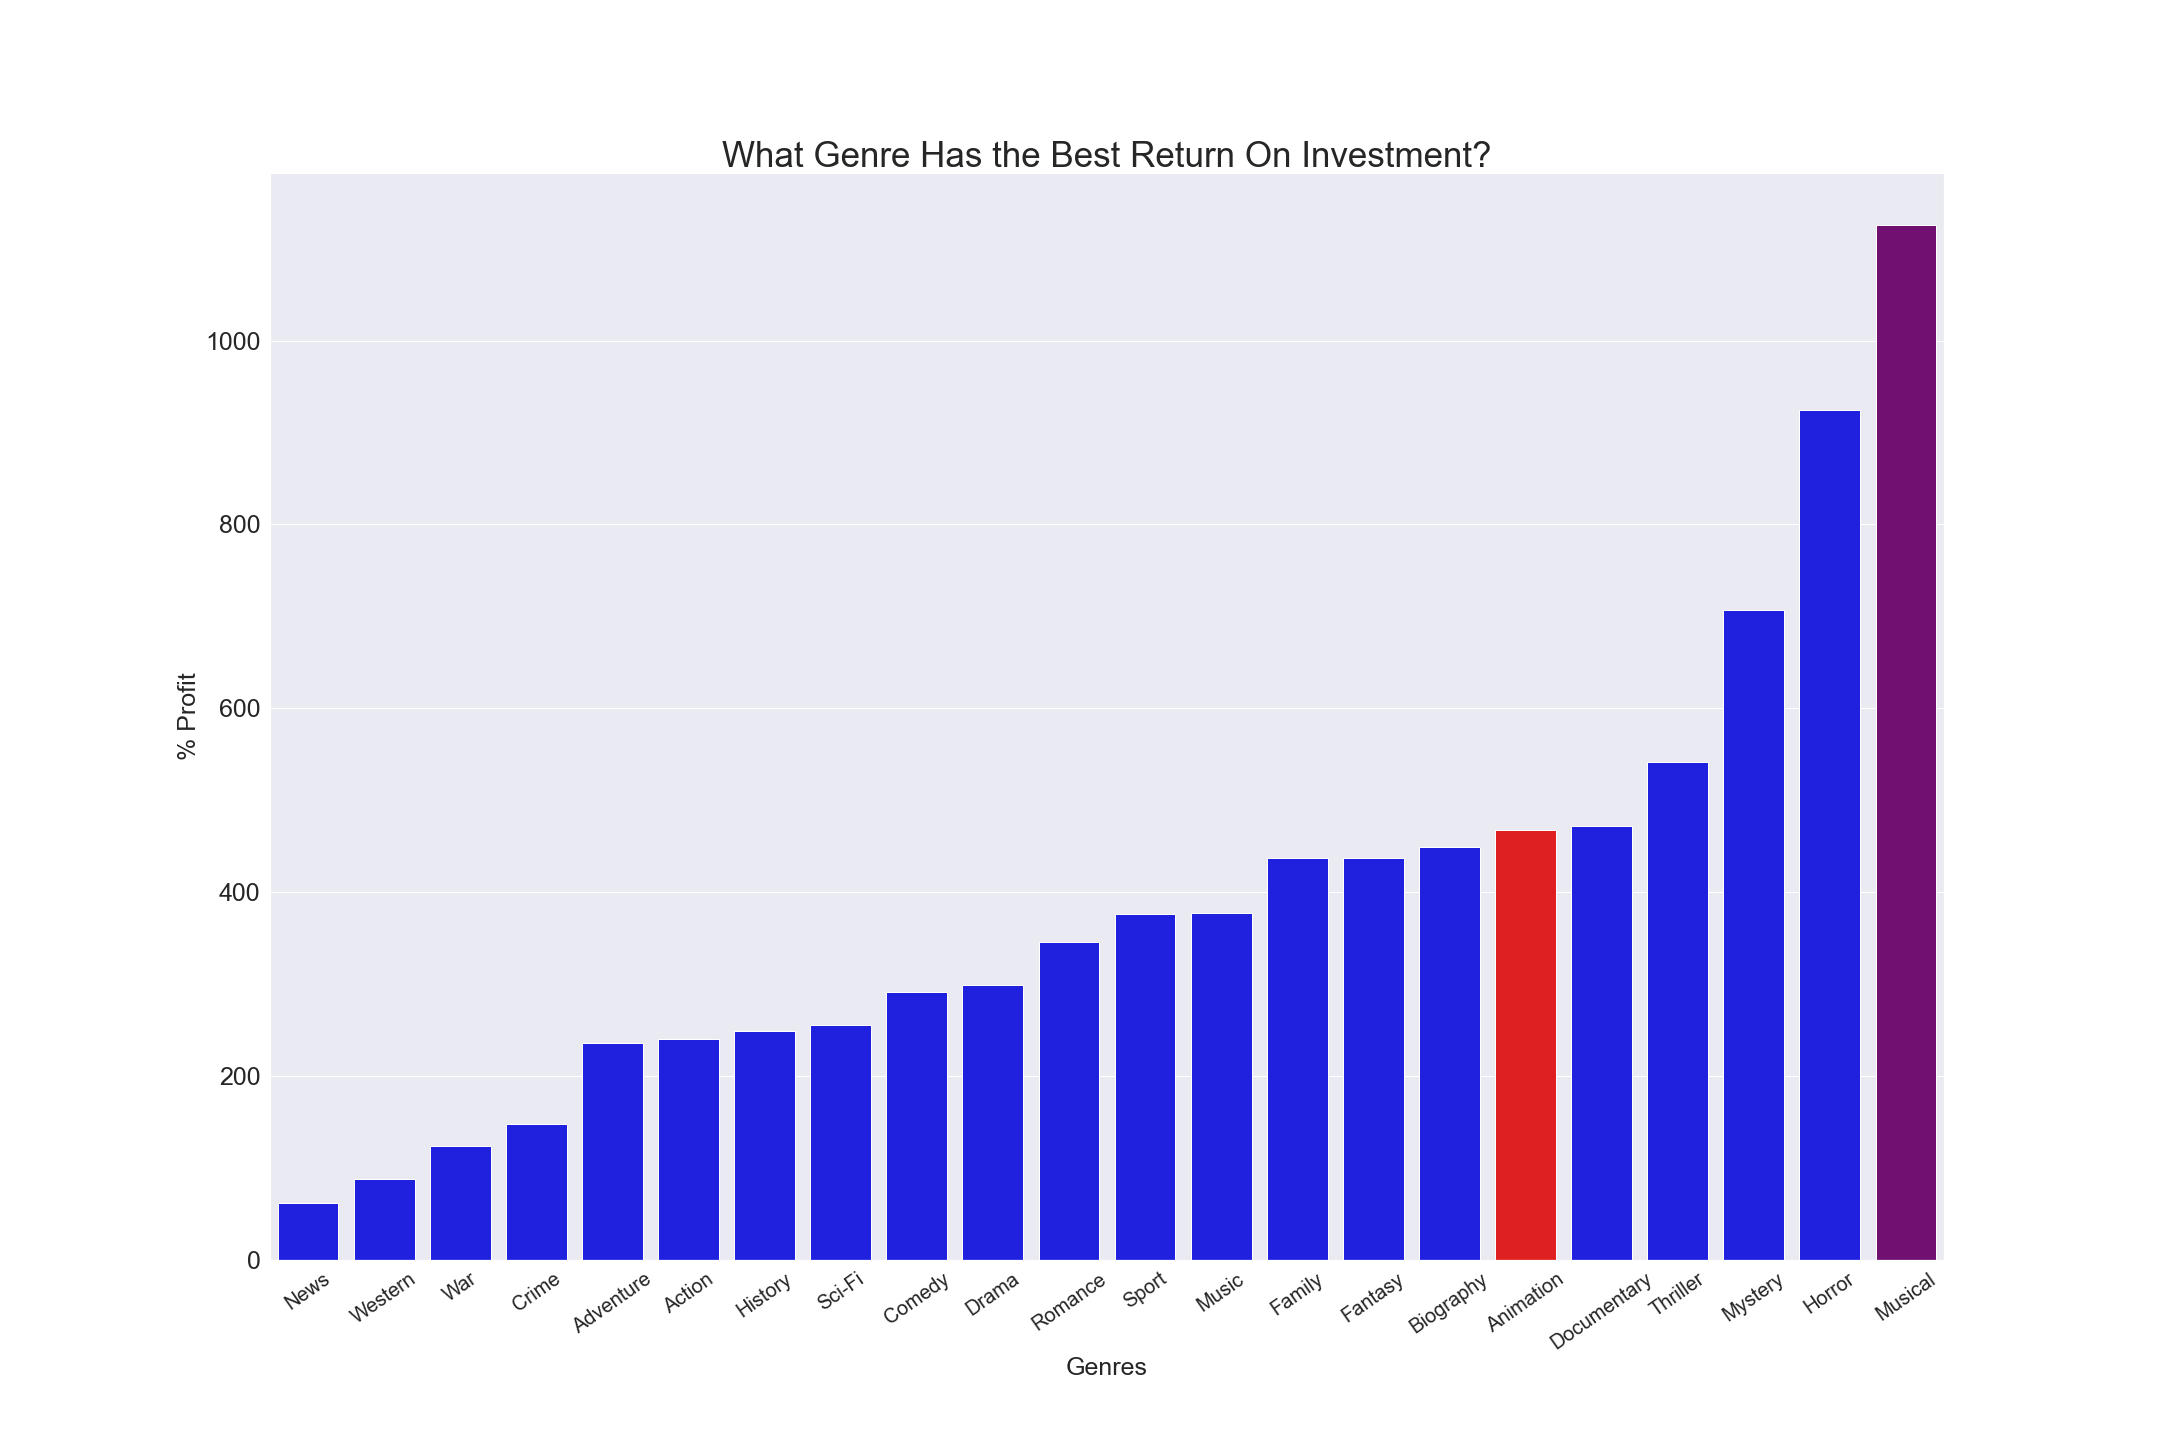 What Genre Has the Best Return On Investment?
1000
800
600
400
200
0
% Profit
News
Western
War
Crime
Adventure
Action
History
Sci-Fi
Comedy
Drama
Romance
Sport
Music
Family
Fantasy
Biography
Animation
Documentary
Thriller
Mystery
Horror
Musical
Genres